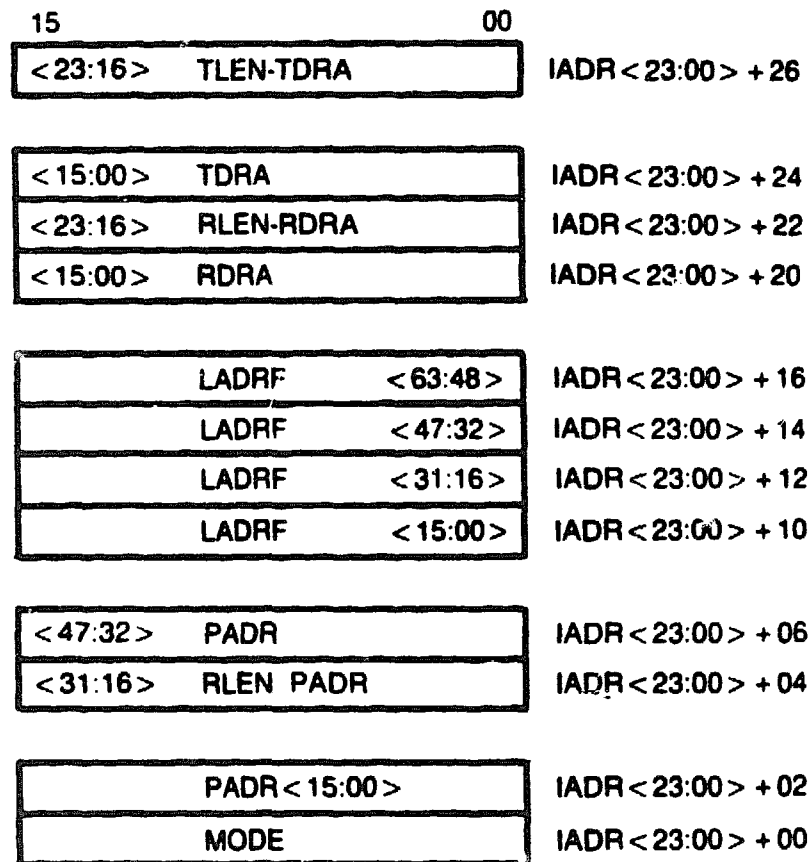 15 00
<23:16> TLEN-TDRA IADR<23:00> +26
<15:00> TDRA IADR<23:00> +24
<23:16> RLEN-RDRA IADR<23:00> +22
<15:00> RDRA IADR<23:00> +20
LADRF <63:48> IADR<23:00> +16
LADRF <47:32> IADR<23:00> +14
LADRF <31:16> IADR<23:00> +12
LADRF <15:00> IADR<23:00> +10
<47:32> PADR IADR<23:00> +06
<31:16> RLEN PADR IADR<23:00> +04
PADR<15:00> IADR<23:00> +02
MODE IADR<23:00> +00